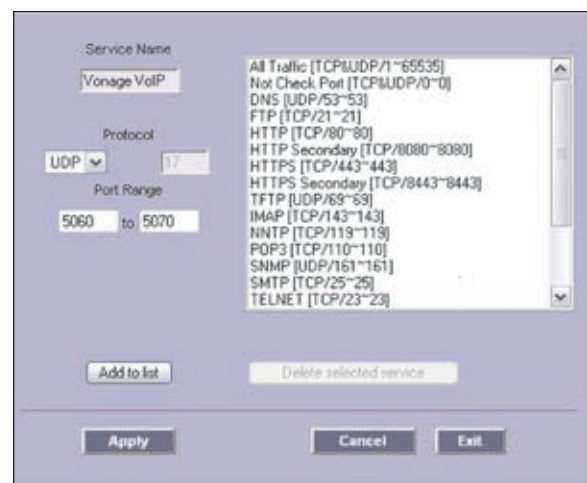 Service Name
Vonage VoIP
Protocol
UDP
17
Port Range
5060 to 5070
All Traffic [TCP&UDP/1~65535]
Not Check Port [TCP&UDP/0~0]
DNS [UDP/53~53]
FTP [TCP/21~21]
HTTP [TCP/80~80]
HTTP Secondary [TCP/8080~8080]
HTTPS [TCP/443~443]
HTTPS Secondary [TCP/8443~8443]
TFTP [UDP/69~69]
IMAP [TCP/143~143]
NNTP [TCP/119~119]
POP3 [TCP/110~110]
SNMP [UDP/161~161]
SMTP [TCP/25~25]
TELNET [TCP/23~23]
Add to list
Delete selected service
Apply
Cancel
Exit